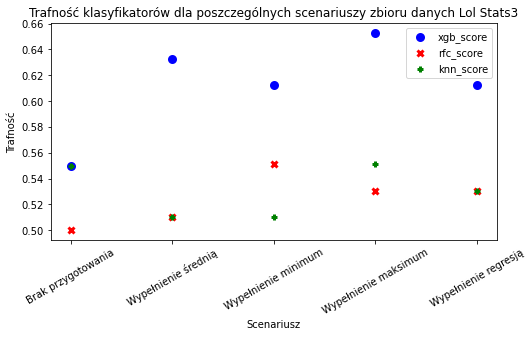 Trafność klasyfikatorów dla poszczególnych scenariuszy zbioru danych Lol Stats3
0.66
0.64
0.62
0.60
0.58
0.56
0.54
0.52
0.50
Trafność
xgb_score
rfc_score
knn_score
Brak przygotowania
Wypełnienie średnią
Wypełnienie minimum
Wypełnienie maksimum
Wypełnienie regresją
Scenariusz